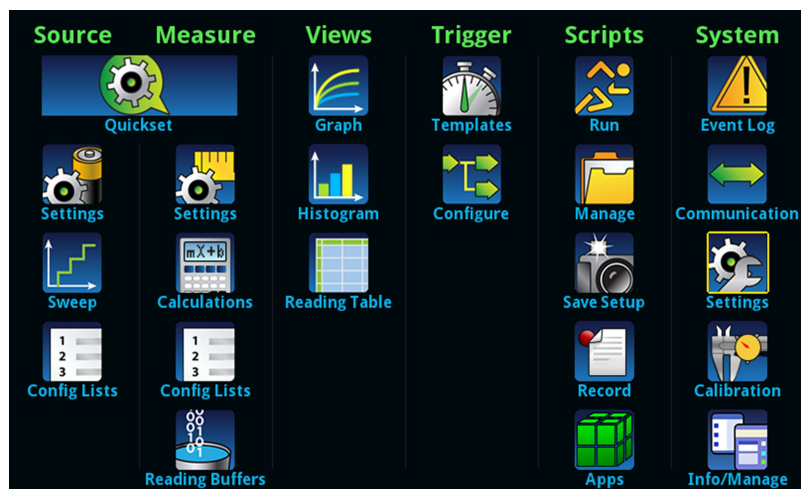 Source Measure Views Trigger Scripts System
Quickset Graph Templates Run Event Log
Settings Settings Histogram Configure Manage Communication
mX+b
Sweep Calculations Reading Table Save Setup Settings
1 1
2 2
3 3
Config Lists Config Lists Record Calibration
Reading Buffers Apps Info/Manage